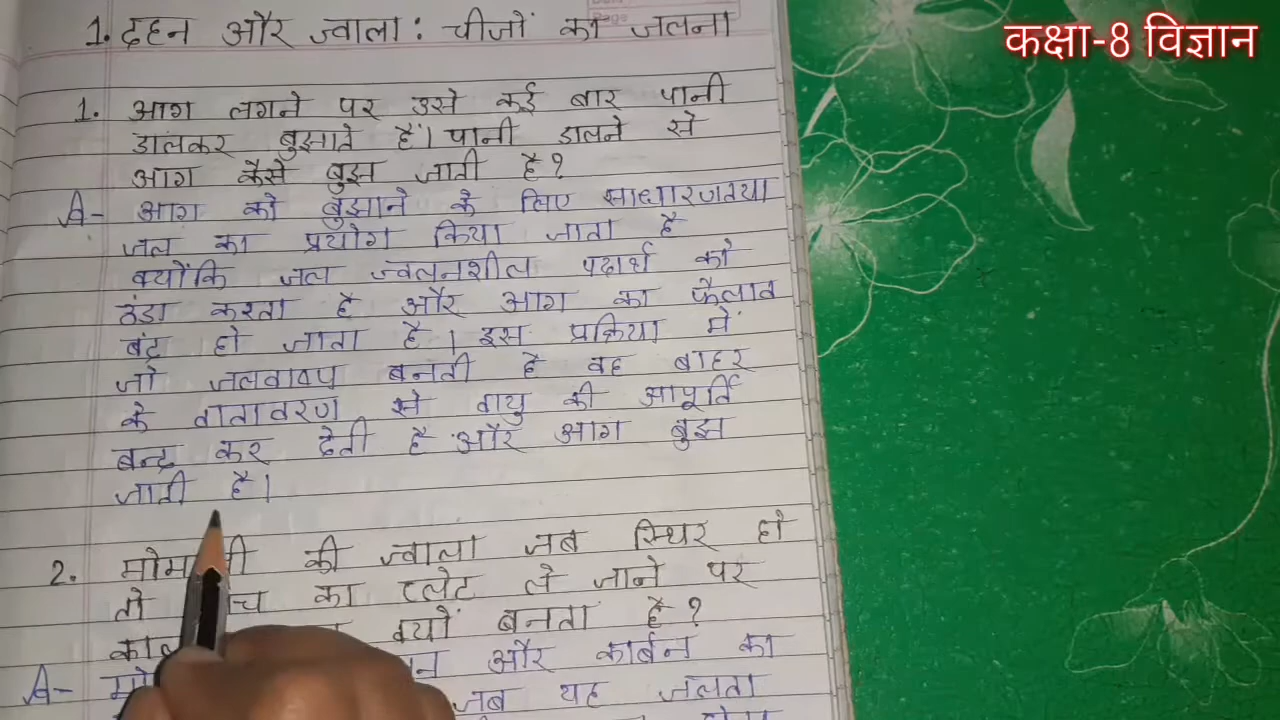 1. दहन और ज्वाला : चीजों का जलना
कक्षा-8 विज्ञान
1. आग लगने पर उसे कई बार पानी
डालकर बुझाते हैं। पानी डालने से
आग कैसे बुझ जाती है?
A- आग को बुझाने के लिए साधारणतया
जल का प्रयोग किया जाता है
क्योंकि जल ज्वलनशील पदार्थ को
ठंडा करता है और आग का फैलाव
बंद हो जाता है। इस प्रक्रिया में
जो जलवाष्प बनती है वह बाहर
के वातावरण से वायु की आपूर्ति
बन्द कर देती है और आग बुझ
जाती है।
2. की ज्वाला जब स्थिर हो
तो का प्लेट ले जाने पर
क्यों बनता है?
A- और कार्बन का
जब यह जलता